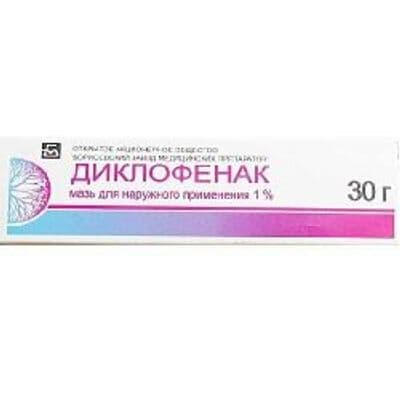 ОТКРЫТОЕ АКЦИОНЕРНОЕ ОБЩЕСТВО
БОРИСОВСКИЙ ЗАВОД МЕДИЦИНСКИХ ПРЕПАРАТОВ
ДИКЛОФЕНАК
мазь для наружного применения 1%
30 г